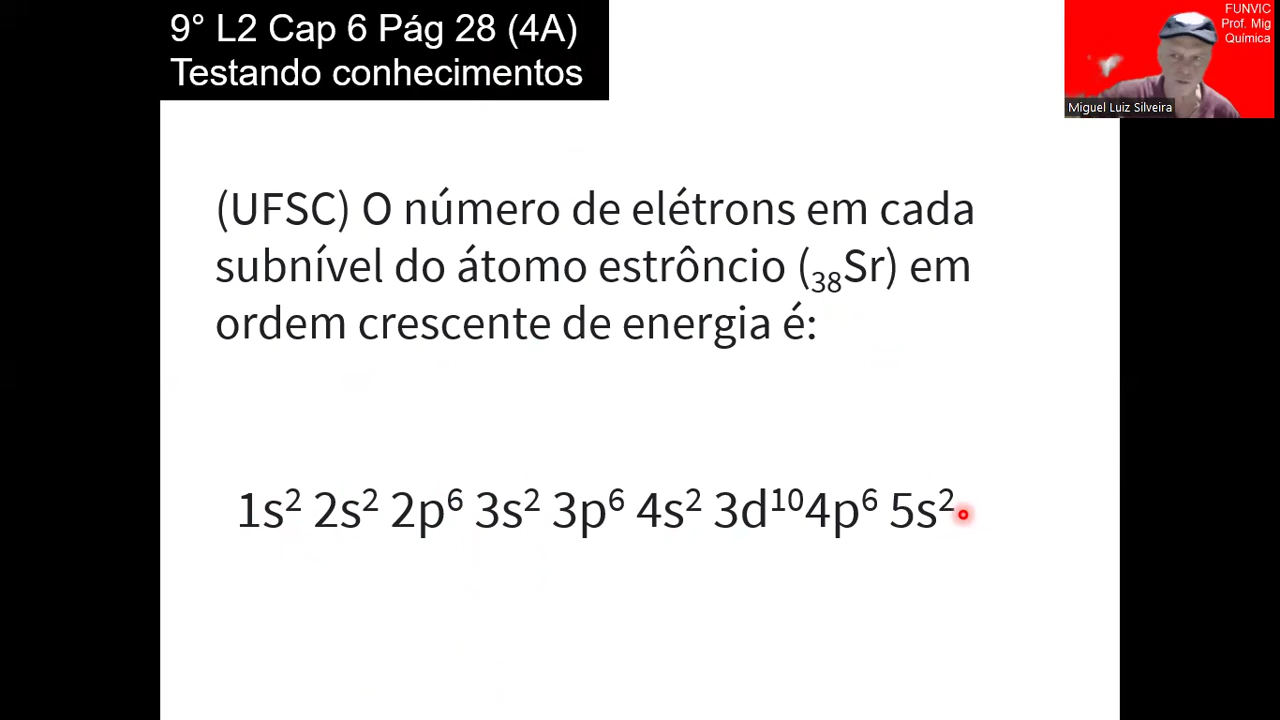 9° L2 Cap 6 Pág 28 (4A)
Testando conhecimentos
FUNVIC
Prof. Mig
Química
Miguel Luiz Silveira
(UFSC) O número de elétrons em cada
subnível do átomo estrôncio (₃₈Sr) em
ordem crescente de energia é:
1s² 2s² 2p⁶ 3s² 3p⁶ 4s² 3d¹⁰4p⁶ 5s²